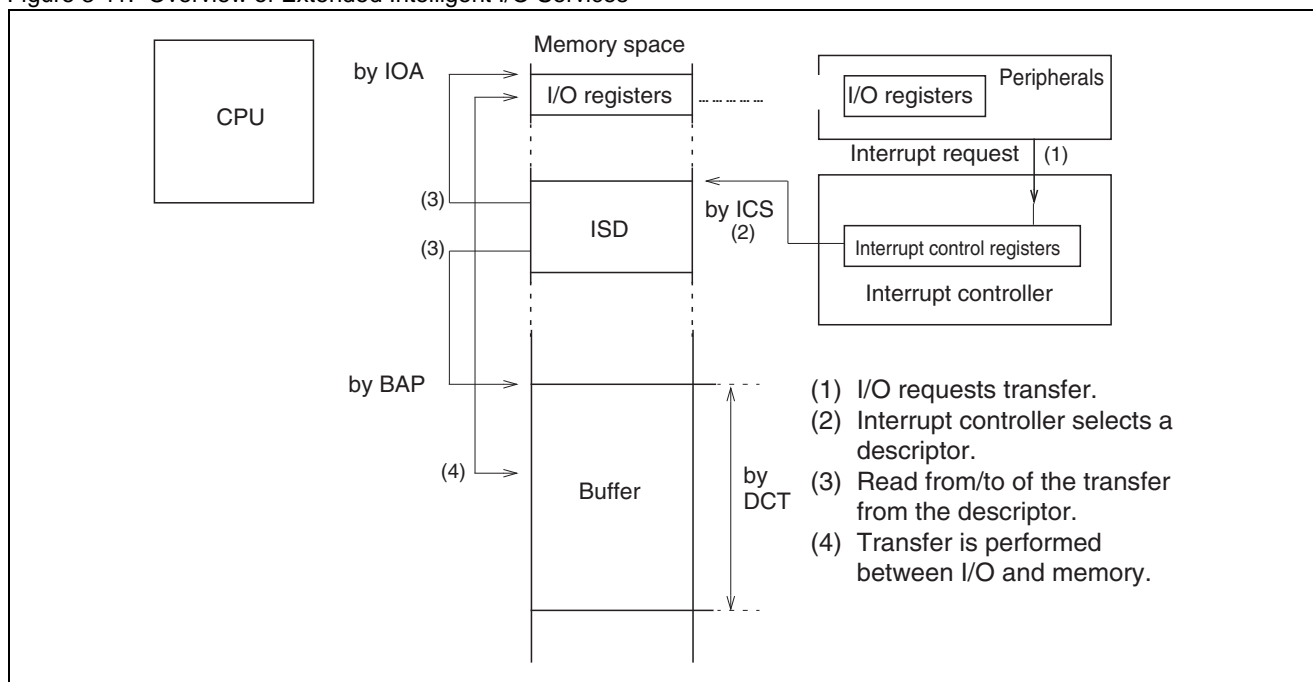 Overview of Extended Intelligent I/O Services
Memory space
CPU
by IOA
I/O registers
Peripherals
I/O registers
Interrupt request
(1)
(3)
(3)
ISD
by ICS
(2)
Interrupt control registers
Interrupt controller
by BAP
(4)
Buffer
by
DCT
(1) I/O requests transfer.
(2) Interrupt controller selects a
descriptor.
(3) Read from/to of the transfer
from the descriptor.
(4) Transfer is performed
between I/O and memory.